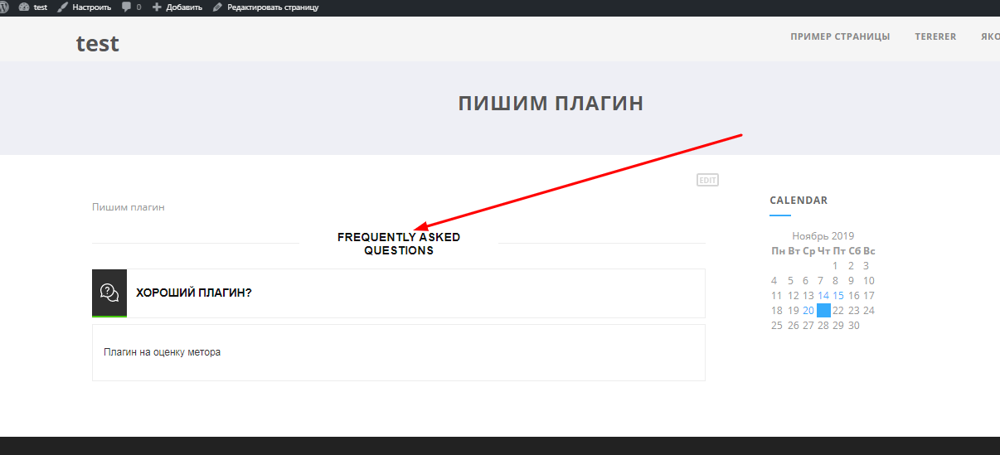 test Настроить 0 Добавить Редактировать страницу
test
ПРИМЕР СТРАНИЦЫ TERERER ЯКО
ПИШИМ ПЛАГИН
EDIT
Пишим плагин
FREQUENTLY ASKED
QUESTIONS
ХОРОШИЙ ПЛАГИН?
Плагин на оценку метора
CALENDAR
Ноябрь 2019
Пн Вт Ср Чт Пт Сб Вс
1 2 3
4 5 6 7 8 9 10
11 12 13 14 15 16 17
18 19 20 22 23 24
25 26 27 28 29 30